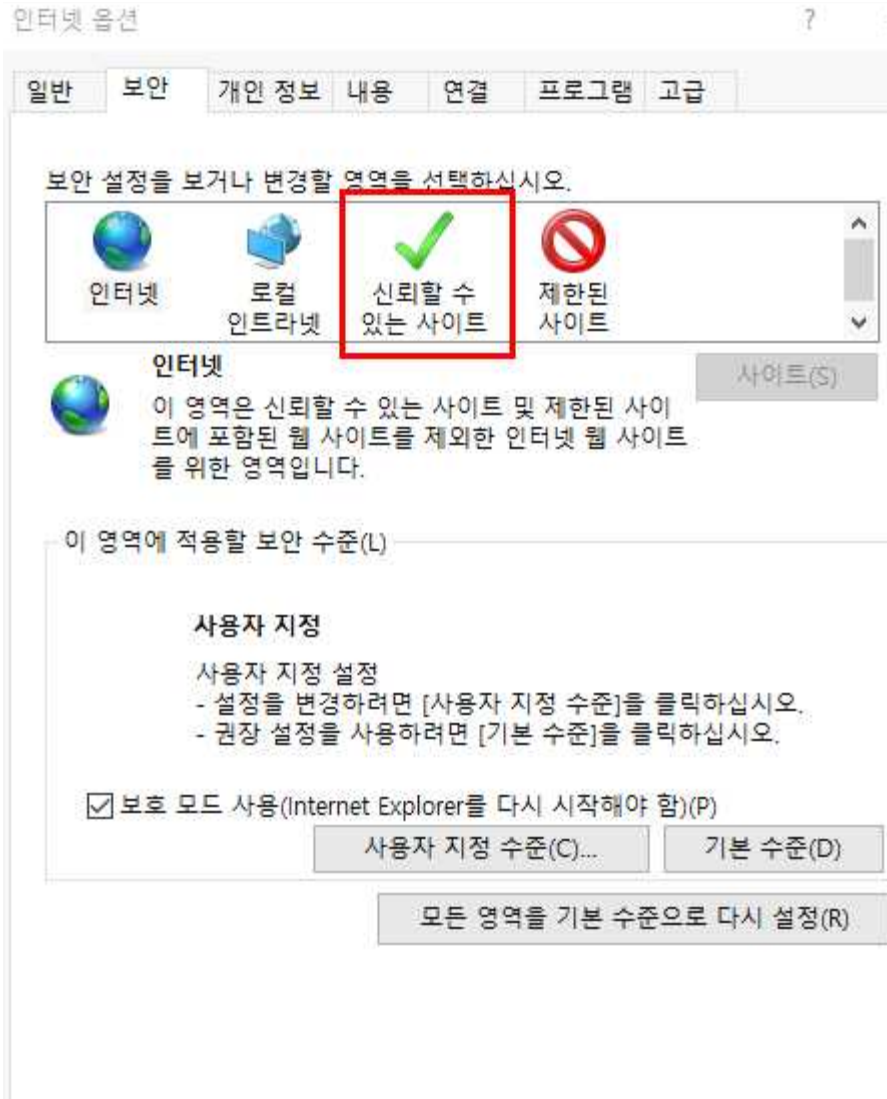 인터넷 옵션 ?
일반 보안 개인 정보 내용 연결 프로그램 고급
보안 설정을 보거나 변경할 영역을 선택하십시오.
인터넷 로컬 신뢰할 수 제한된
인트라넷 있는 사이트 사이트
인터넷
사이트(S)
이 영역은 신뢰할 수 있는 사이트 및 제한된 사이
트에 포함된 웹 사이트를 제외한 인터넷 웹 사이트
를 위한 영역입니다.
이 영역에 적용할 보안 수준(L)
사용자 지정
사용자 지정 설정
- 설정을 변경하려면 [사용자 지정 수준]을 클릭하십시오.
- 권장 설정을 사용하려면 [기본 수준]을 클릭하십시오.
보호 모드 사용(Internet Explorer를 다시 시작해야 함)(P)
사용자 지정 수준(C)... 기본 수준(D)
모든 영역을 기본 수준으로 다시 설정(R)